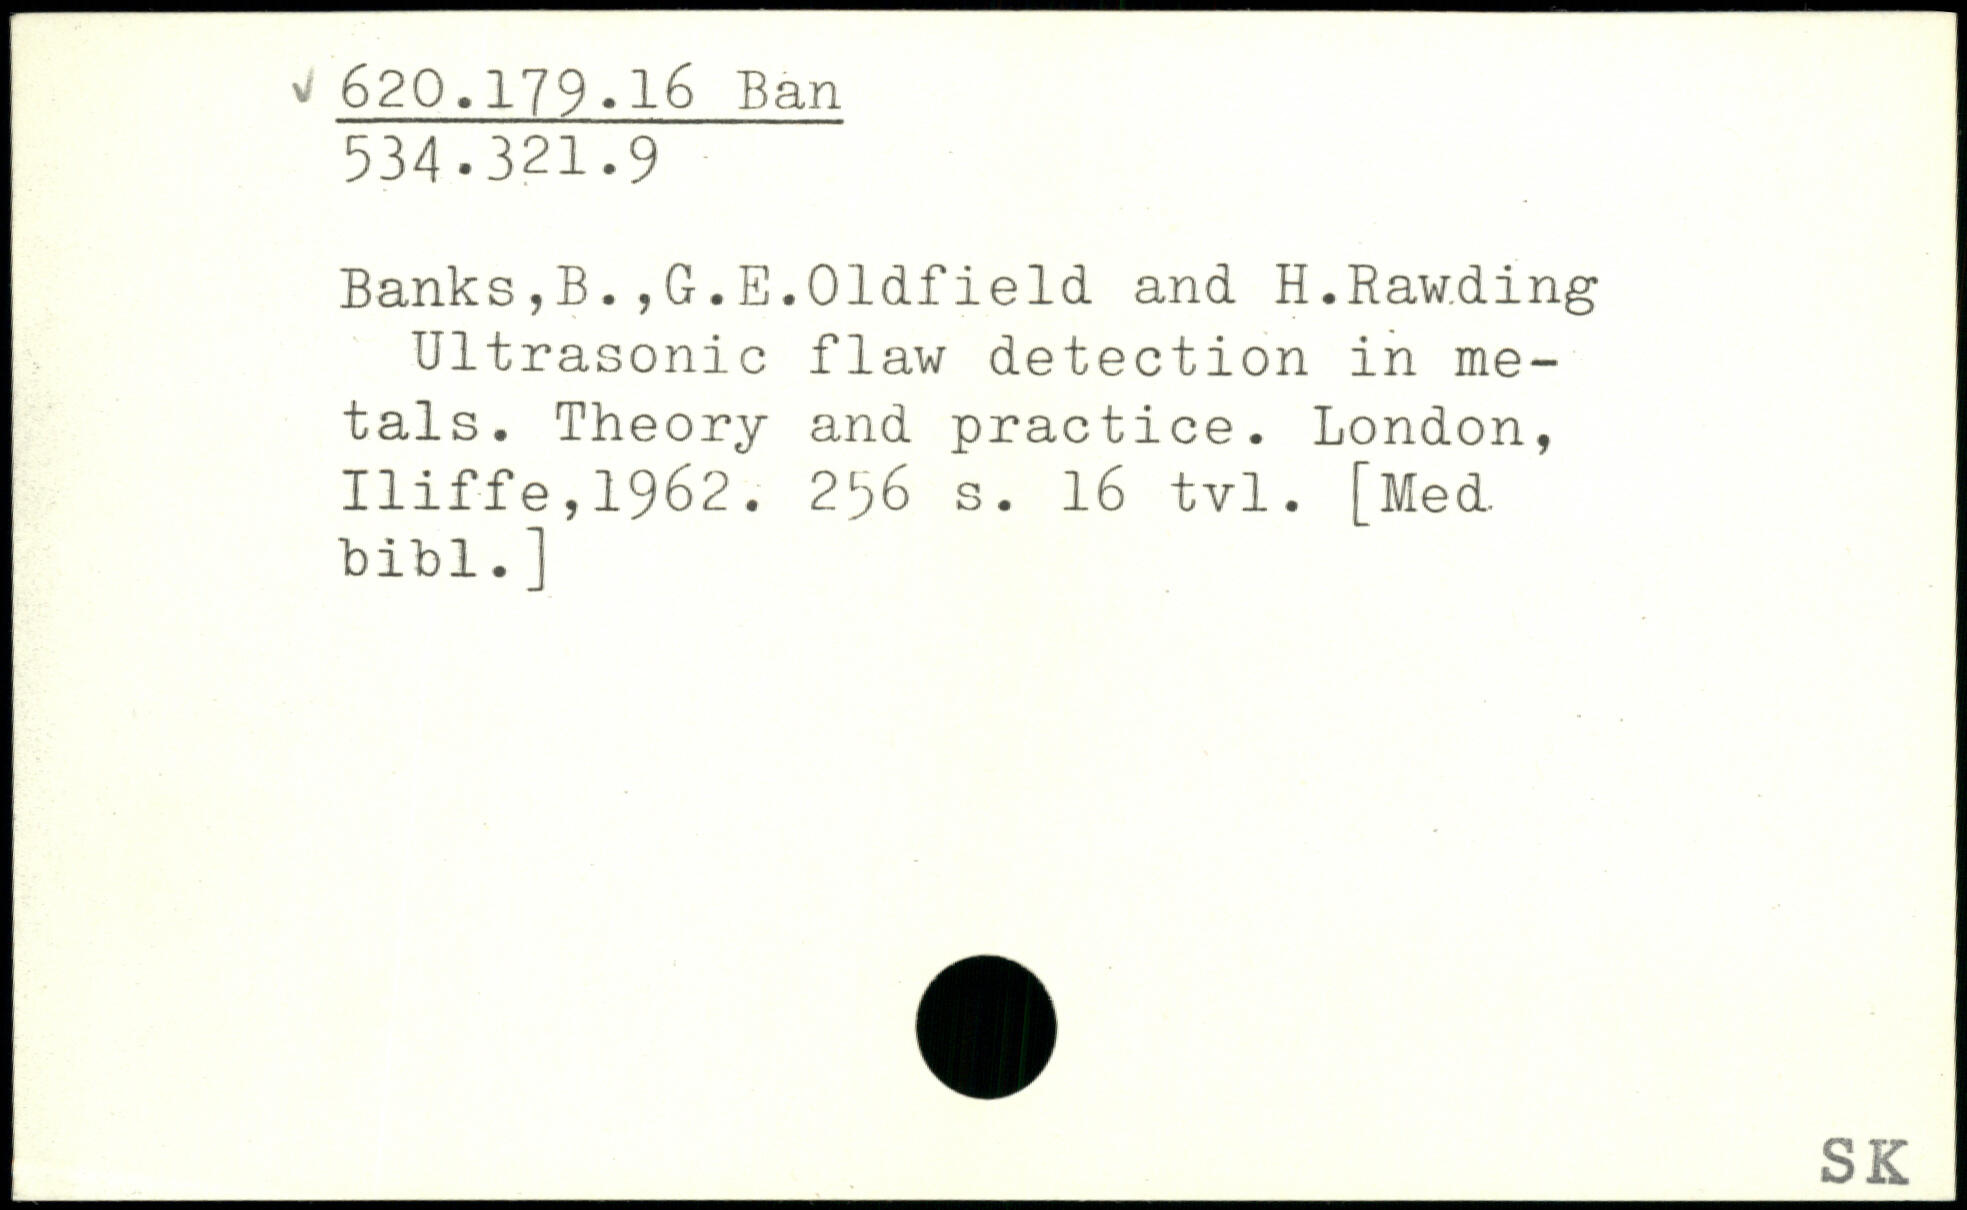 √ 620.179.16 Ban
534.321.9
Banks,B.,G.E.Oldfield and H.Rawding
Ultrasonic flaw detection in me-
tals. Theory and practice. London,
Iliffe,1962. 256 s. 16 tvl. [Med
bibl.]
SK